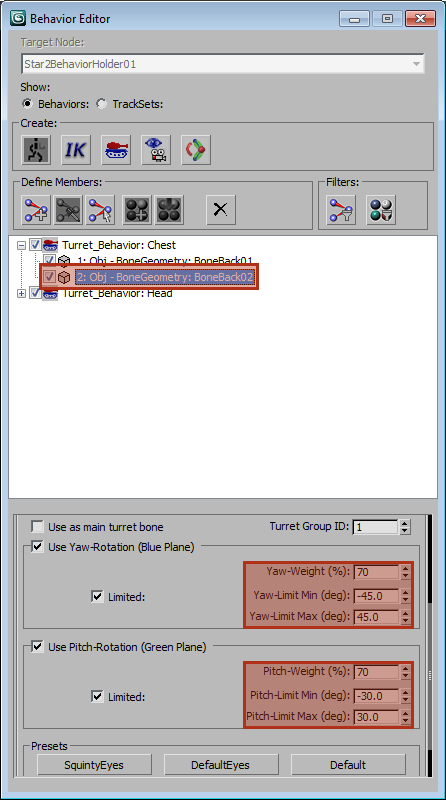 Behavior Editor
Target Node:
Star2BehaviorHolder01
Show:
Behaviors: TrackSets:
Create:
IK
Define Members: Filters:
Turret_Behavior: Chest
1: Obj - BoneGeometry: BoneBack01
2: Obj - BoneGeometry: BoneBack02
Turret_Behavior: Head
Use as main turret bone Turret Group ID: 1
Use Yaw-Rotation (Blue Plane)
Yaw-Weight (%): 70
Limited: Yaw-Limit Min (deg): -45.0
Yaw-Limit Max (deg): 45.0
Use Pitch-Rotation (Green Plane)
Pitch-Weight (%): 70
Limited: Pitch-Limit Min (deg): -30.0
Pitch-Limit Max (deg): 30.0
Presets
SquintyEyes DefaultEyes Default